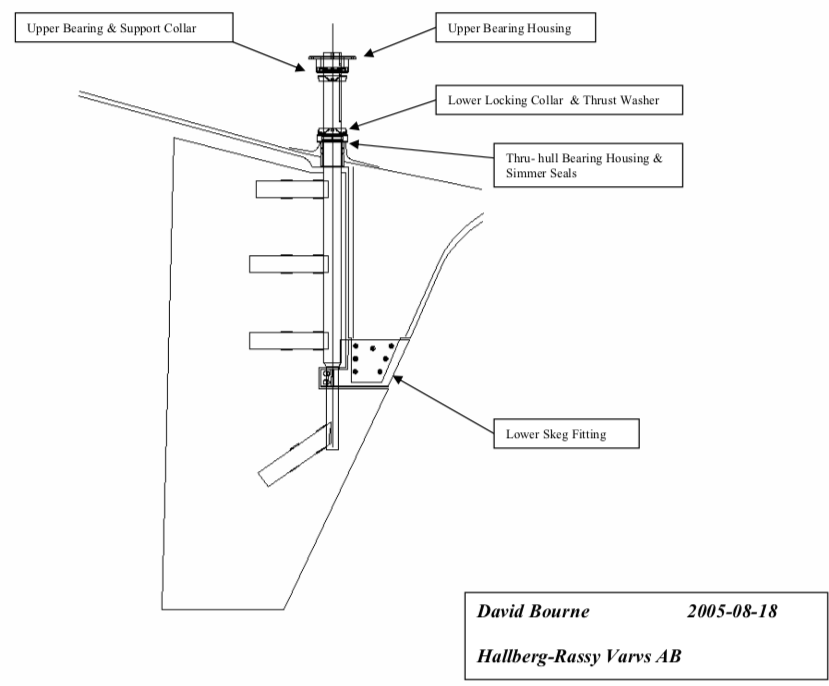 Upper Bearing & Support Collar
Upper Bearing Housing
Lower Locking Collar & Thrust Washer
Thru- hull Bearing Housing &
Simmer Seals
Lower Skeg Fitting
David Bourne 2005-08-18
Hallberg-Rassy Varvs AB